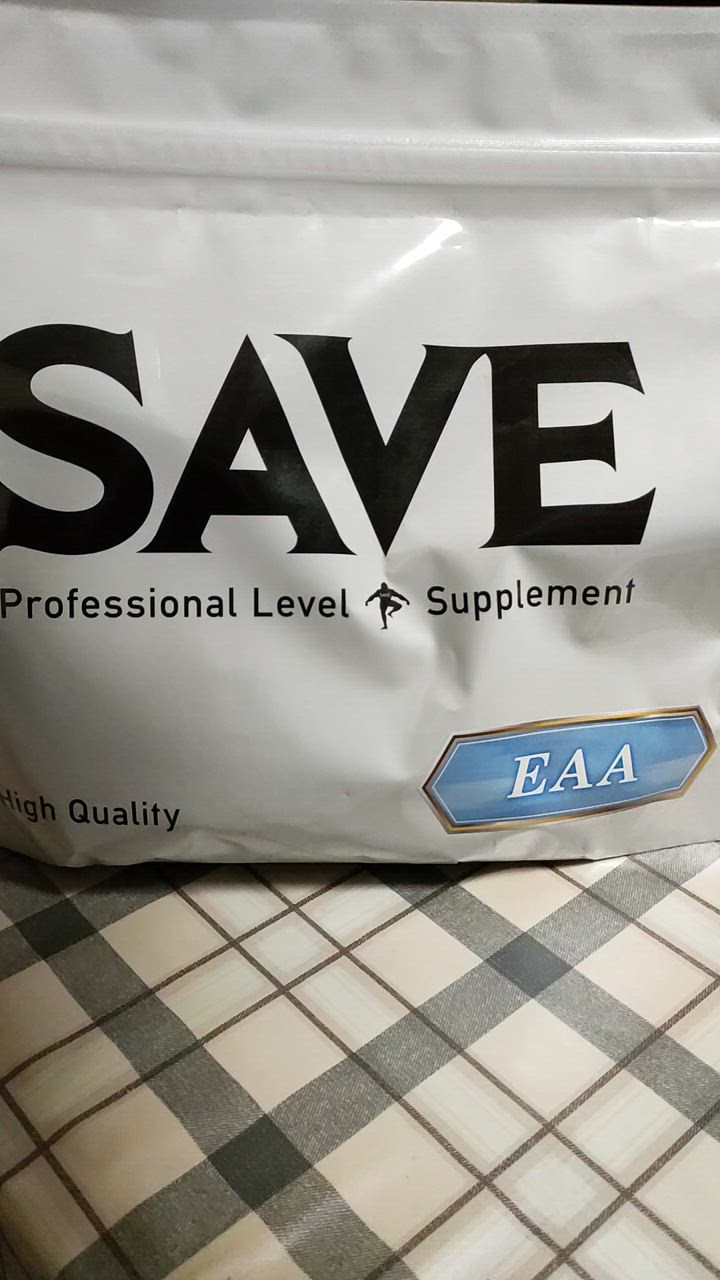 SAVE
Professional Level Supplement
EAA
High Quality